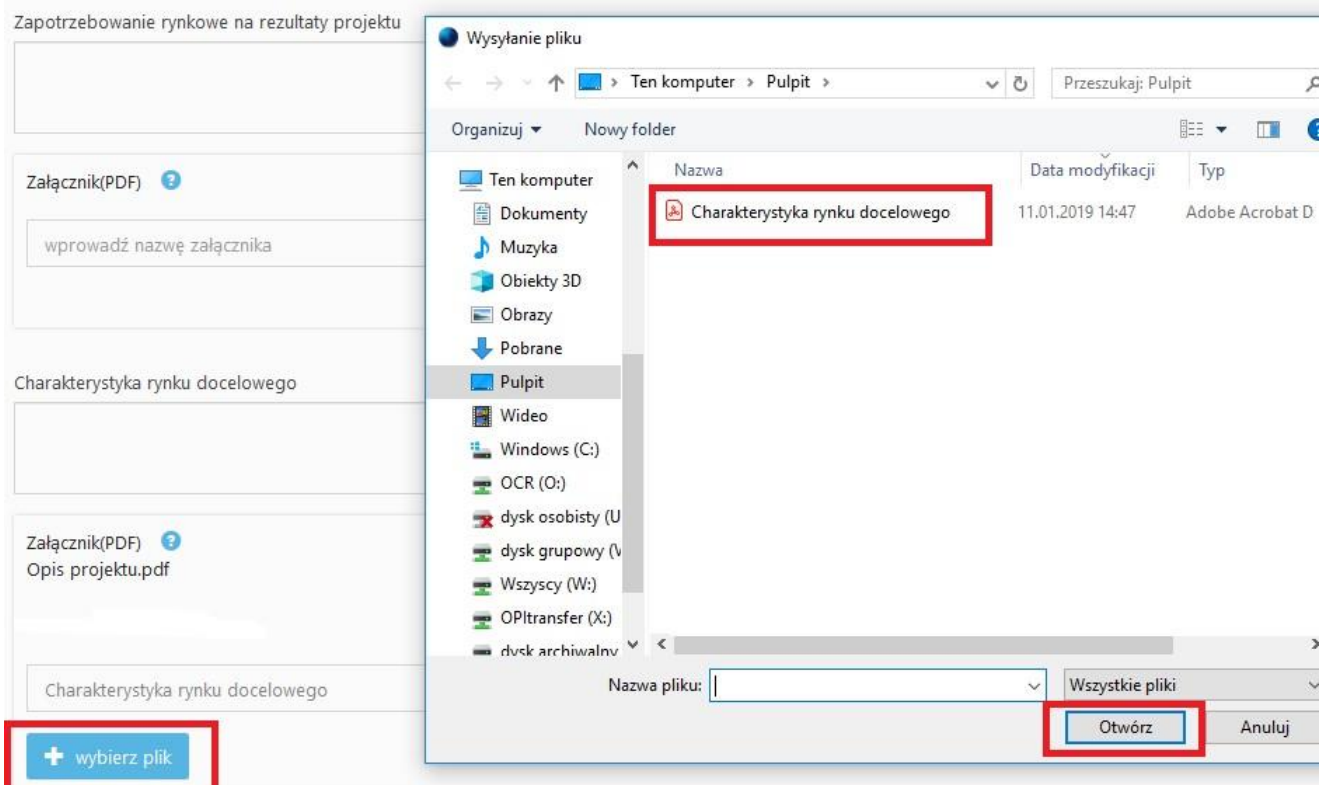 Zapotrzebowanie rynkowe na rezultaty projektu
Załącznik(PDF)
wprowadź nazwę załącznika
Charakterystyka rynku docelowego
Załącznik(PDF)
Opis projektu.pdf
Charakterystyka rynku docelowego
+ wybierz plik
Wysyłanie pliku
Ten komputer > Pulpit >
Przeszukaj: Pulpit
Organizuj
Nowy folder
Ten komputer
Dokumenty
Muzyka
Obiekty 3D
Obrazy
Pobrane
Pulpit
Wideo
Windows (C:)
OCR (O:)
dysk osobisty (U
dysk grupowy (V
Wszyscy (W:)
OPItransfer (X:)
dysk archiwalny
Nazwa Data modyfikacji Typ
Charakterystyka rynku docelowego 11.01.2019 14:47 Adobe Acrobat D
Nazwa pliku:
Wszystkie pliki
Otwórz
Anuluj